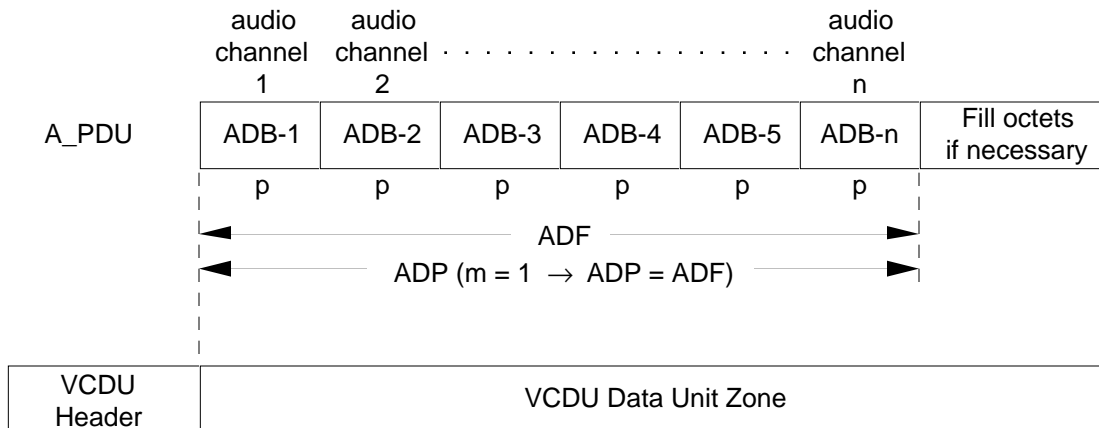 audio channel 1
audio channel 2
. . . . . . . . . . . . . . . . .
audio channel n
A_PDU
ADB-1 ADB-2 ADB-3 ADB-4 ADB-5 ADB-n
Fill octets
if necessary
p p p p p p
ADF
ADP (m = 1 → ADP = ADF)
VCDU
Header
VCDU Data Unit Zone